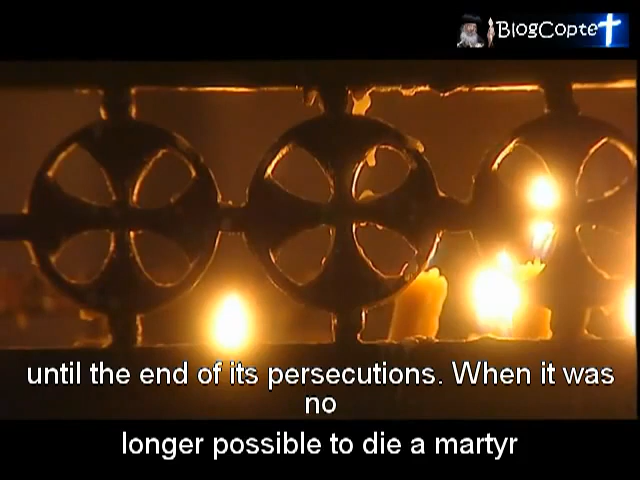 BlogCopte
until the end of its persecutions. When it was
no
longer possible to die a martyr